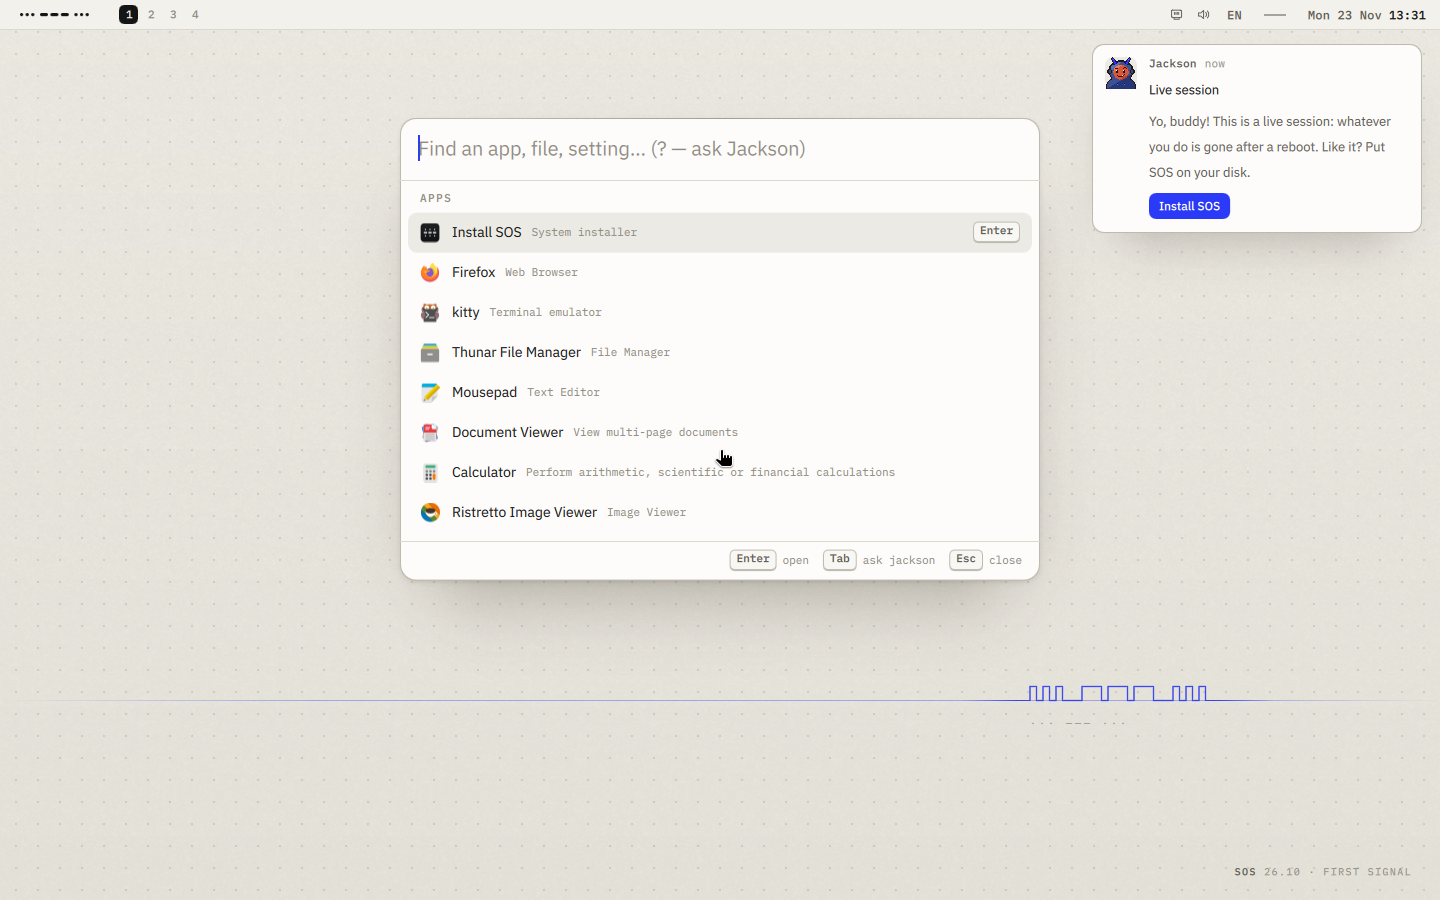 1 2 3 4
EN
Mon 23 Nov 13:31
Jackson now
Live session
Yo, buddy! This is a live session: whatever
you do is gone after a reboot. Like it? Put
SOS on your disk.
Install SOS
Find an app, file, setting... (? — ask Jackson)
APPS
Install SOS System installer Enter
Firefox Web Browser
kitty Terminal emulator
Thunar File Manager File Manager
Mousepad Text Editor
Document Viewer View multi-page documents
Calculator Perform arithmetic, scientific or financial calculations
Ristretto Image Viewer Image Viewer
Enter open Tab ask jackson Esc close
··· −−− ···
SOS 26.10 · FIRST SIGNAL